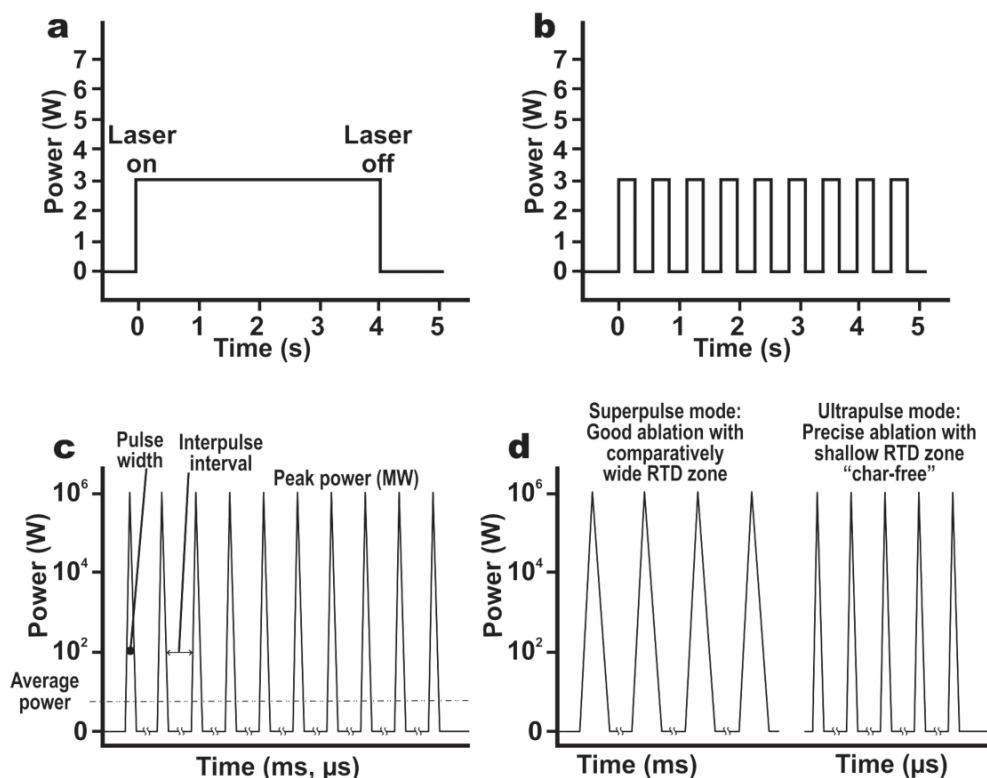 a
Power (W)
7
6
5
4
3
2
1
0
Laser
on
Laser
off
0 1 2 3 4 5
Time (s)
b
Power (W)
7
6
5
4
3
2
1
0
0 1 2 3 4 5
Time (s)
c
Pulse
width
Interpulse
interval
Peak power (MW)
Power (W)
10⁶
10⁴
10²
0
Average
power
Time (ms, µs)
d
Superpulse mode:
Good ablation with
comparatively
wide RTD zone
Ultrapulse mode:
Precise ablation with
shallow RTD zone
“char-free”
Power (W)
10⁶
10⁴
10²
0
Time (ms)
Time (µs)